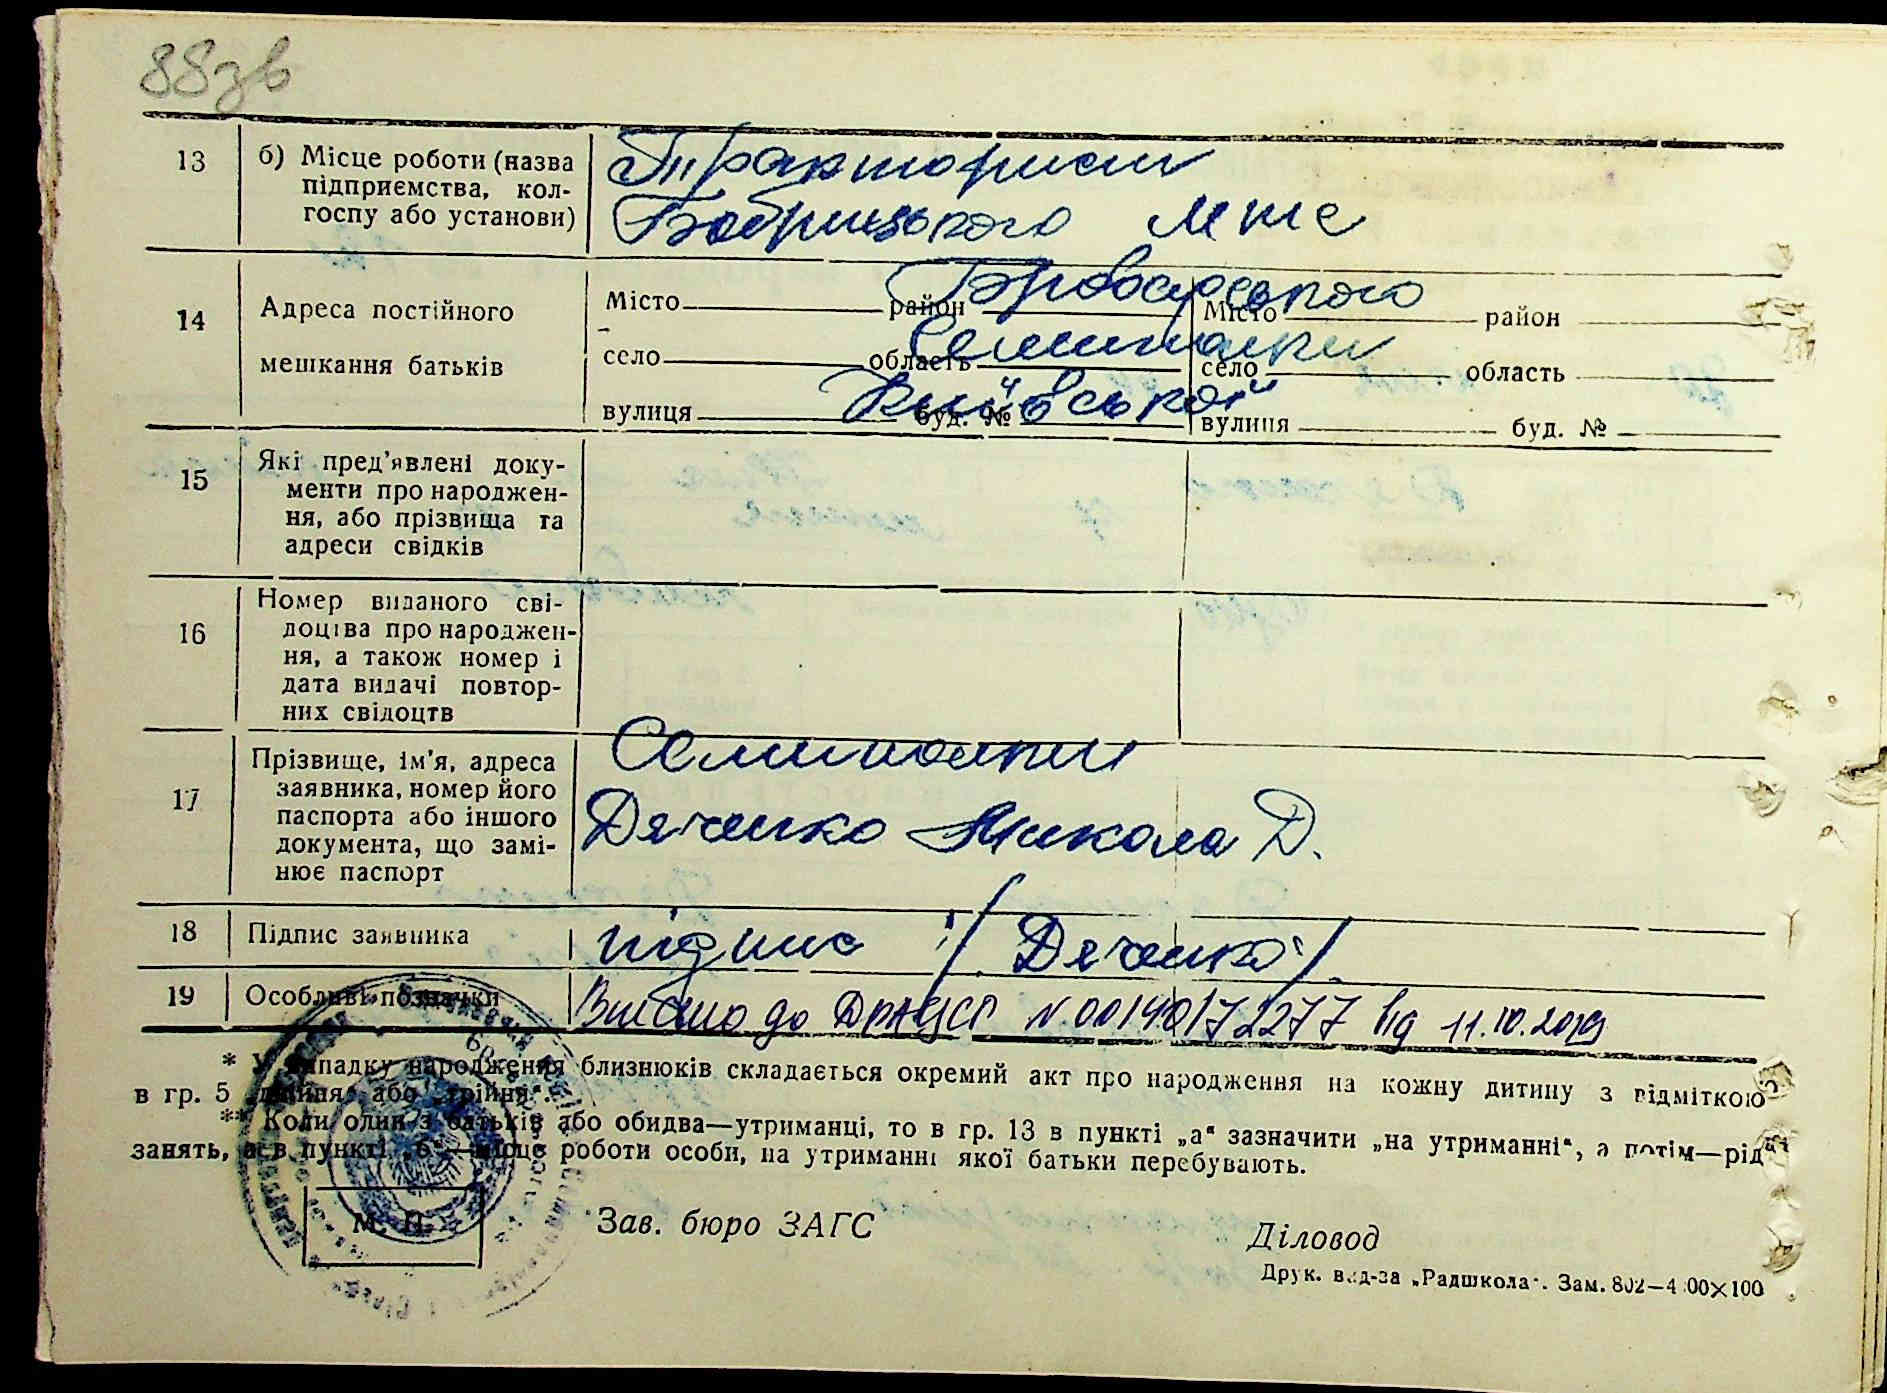 88зв
13 б) Місце роботи (назва підприємства, кол-госпу або установи)
Тракторист
Бобрицького МТС
14 Адреса постійного мешкання батьків
Місто район Місто район
Броварського
село область село область
Семиполки
вулиця буд. № вулиця буд. №
Київської
15 Які пред'явлені доку-
менти про народжен-
ня, або прізвища та
адреси свідків
16 Номер виданого сві-
доцтва про народжен-
ня, а також номер і
дата видачі повтор-
них свідоцтв
17 Прізвище, ім'я, адреса
заявника, номер його
паспорта або іншого
документа, що замі-
нює паспорт
Семиполки
Дяченко Микола Д.
18 Підпис заявника підпис /Дяченко/
19 Особливі позначки Внесено до ДРАЦСГ N 00140172277 від 11.10.2019
* У випадку народження близнюків складається окремий акт про народження на кожну дитину з відміткою
в гр. 5 „двійня“ або „трійня“.
** Коли один з батьків або обидва—утриманці, то в гр. 13 в пункті „а“ зазначити „на утриманні“, а потім—рід
занять, а в пункті „б“—місце роботи особи, на утриманні якої батьки перебувають.
М. П.
Зав. бюро ЗАГС
Діловод
Друк. вид-ва „Радшкола“. Зам. 802—4 00×100